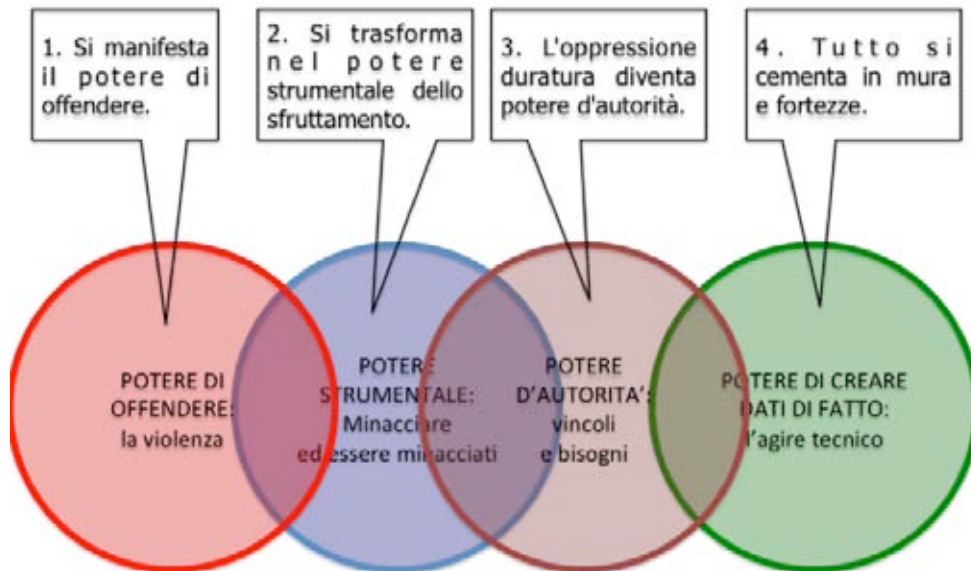 1. Si manifesta
il potere di
offendere.
2. Si trasforma
nel potere
strumentale dello
sfruttamento.
3. L'oppressione
duratura diventa
potere d'autorità.
4. Tutto si
cementa in mura
e fortezze.
POTERE DI
OFFENDERE:
la violenza
POTERE
STRUMENTALE:
Minacciare
ed essere minacciati
POTERE
D'AUTORITA':
vincoli
e bisogni
POTERE DI CREARE
DATI DI FATTO:
l'agire tecnico